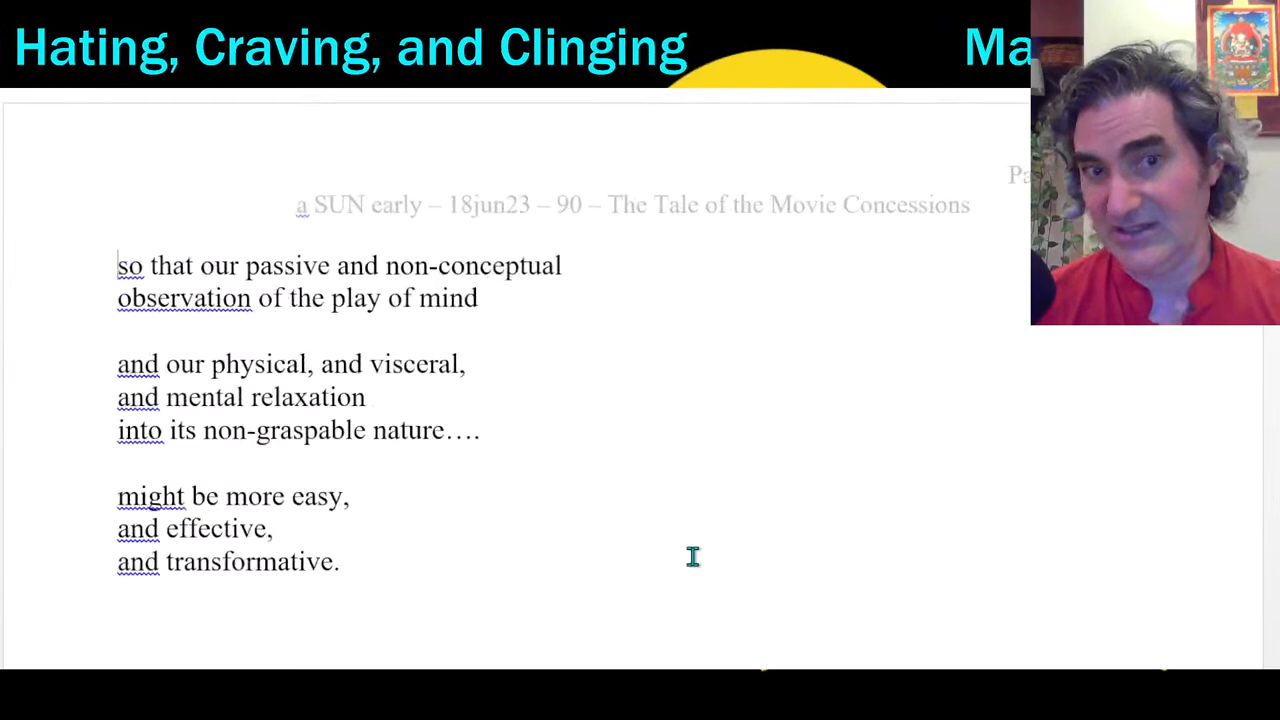 Hating, Craving, and Clinging Ma
Pa
a SUN early – 18jun23 – 90 – The Tale of the Movie Concessions
so that our passive and non-conceptual
observation of the play of mind
and our physical, and visceral,
and mental relaxation
into its non-graspable nature….
might be more easy,
and effective,
and transformative.